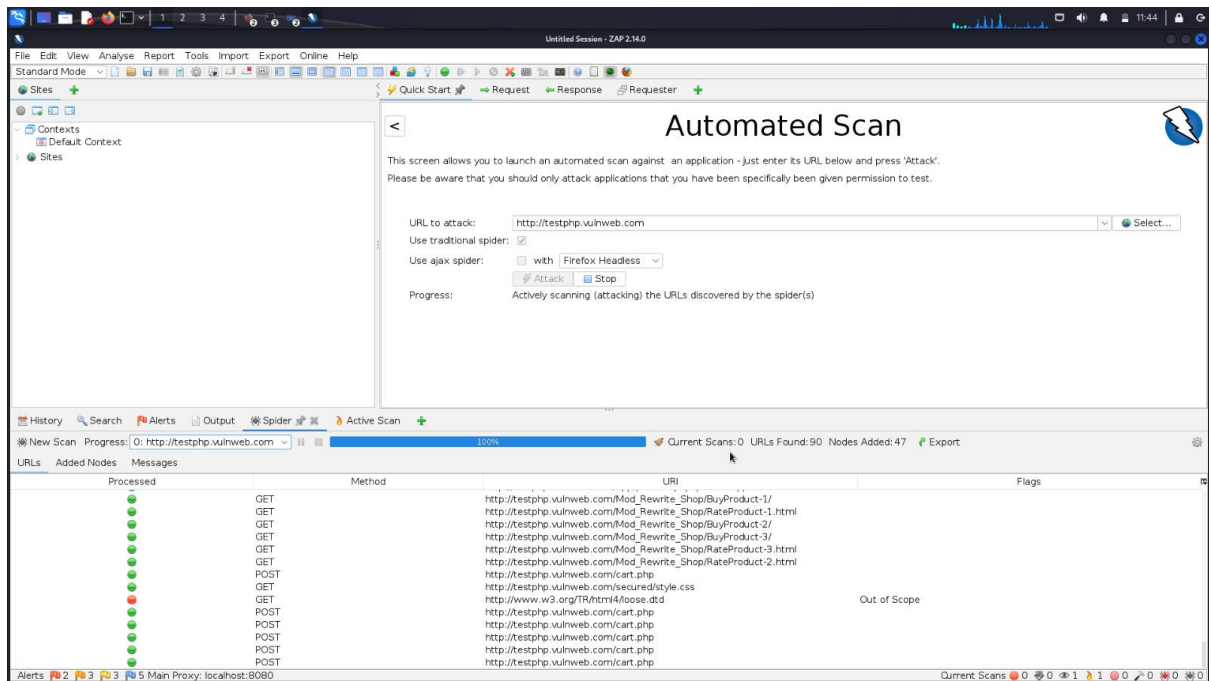 1 2 3 4
11:44
Untitled Session - ZAP 2.14.0
File Edit View Analyse Report Tools Import Export Online Help
Standard Mode
Sites
Quick Start
Request
Response
Requester
Contexts
Default Context
Sites
<
Automated Scan
This screen allows you to launch an automated scan against an application - just enter its URL below and press 'Attack'.
Please be aware that you should only attack applications that you have been specifically been given permission to test.
URL to attack: http://testphp.vulnweb.com Select...
Use traditional spider:
Use ajax spider: with Firefox Headless
Attack Stop
Progress: Actively scanning (attacking) the URLs discovered by the spider(s)
History Search Alerts Output Spider Active Scan
New Scan Progress: 0: http://testphp.vulnweb.com 100% Current Scans: 0 URLs Found: 90 Nodes Added: 47 Export
URLs Added Nodes Messages
Processed Method URI Flags
GET http://testphp.vulnweb.com/Mod_Rewrite_Shop/BuyProduct-1/
GET http://testphp.vulnweb.com/Mod_Rewrite_Shop/RateProduct-1.html
GET http://testphp.vulnweb.com/Mod_Rewrite_Shop/BuyProduct-2/
GET http://testphp.vulnweb.com/Mod_Rewrite_Shop/BuyProduct-3/
GET http://testphp.vulnweb.com/Mod_Rewrite_Shop/RateProduct-3.html
GET http://testphp.vulnweb.com/Mod_Rewrite_Shop/RateProduct-2.html
POST http://testphp.vulnweb.com/cart.php
GET http://testphp.vulnweb.com/secured/style.css
GET http://www.w3.org/TR/html4/loose.dtd Out of Scope
POST http://testphp.vulnweb.com/cart.php
POST http://testphp.vulnweb.com/cart.php
POST http://testphp.vulnweb.com/cart.php
POST http://testphp.vulnweb.com/cart.php
POST http://testphp.vulnweb.com/cart.php
Alerts 2 3 3 5 Main Proxy: localhost:8080 Current Scans 0 0 1 1 0 0 0 0